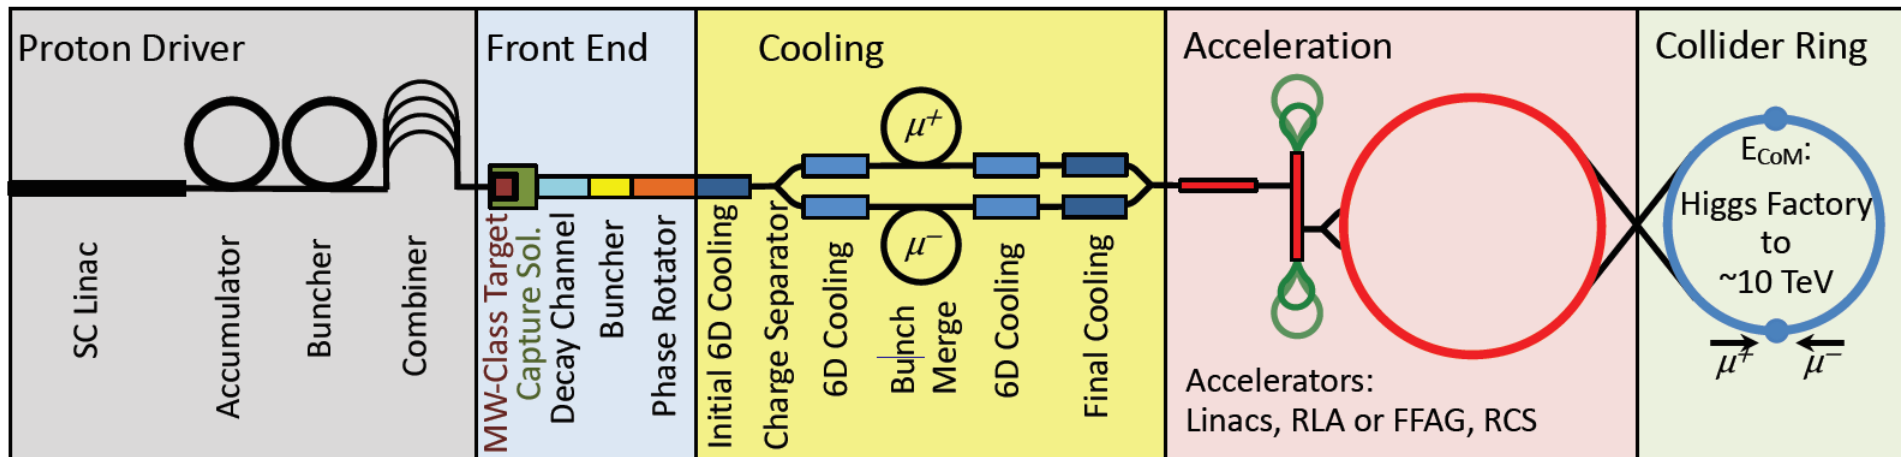 Proton Driver
SC Linac
Accumulator
Buncher
Combiner
Front End
MW-Class Target
Capture Sol.
Decay Channel
Buncher
Phase Rotator
Cooling
μ+
μ−
Initial 6D Cooling
Charge Separator
6D Cooling
Bunch
Merge
6D Cooling
Final Cooling
Acceleration
Accelerators:
Linacs, RLA or FFAG, RCS
Collider Ring
ECoM:
Higgs Factory
to
~10 TeV
μ+ μ−